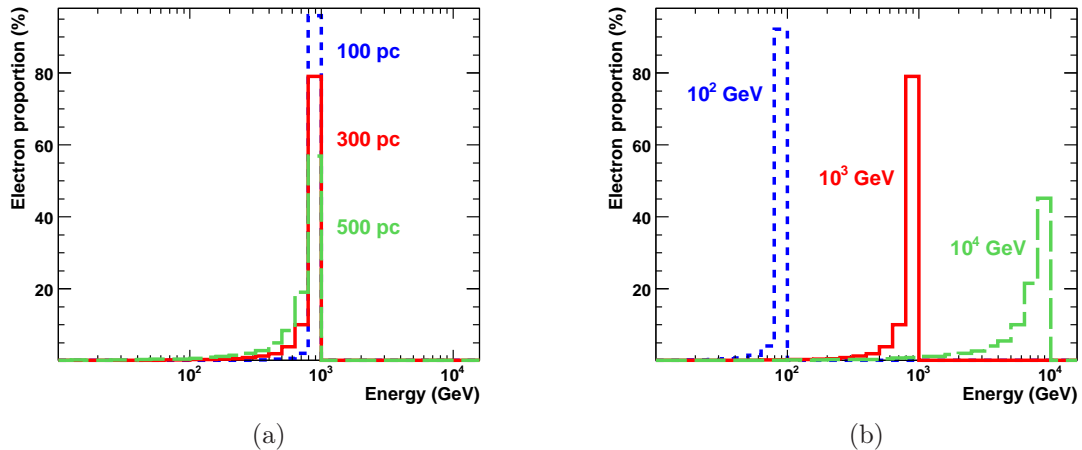 Electron proportion (%)
80
60
40
20
100 pc
300 pc
500 pc
10²
10³
10⁴
Energy (GeV)
(a)
Electron proportion (%)
80
60
40
20
10² GeV
10³ GeV
10⁴ GeV
10²
10³
10⁴
Energy (GeV)
(b)